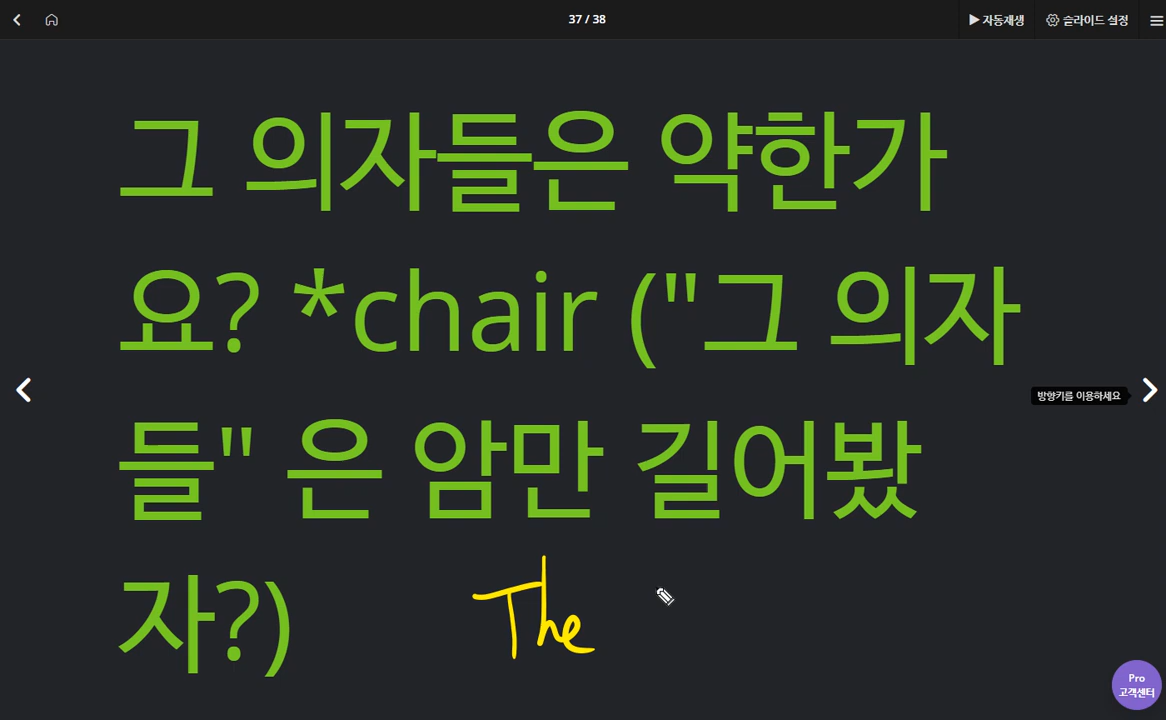 37 / 38
▶ 자동재생
슬라이드 설정
그 의자들은 약한가
요? *chair ("그 의자
방향키를 이용하세요
들" 은 암만 길어봤
자?)
The
Pro
고객센터